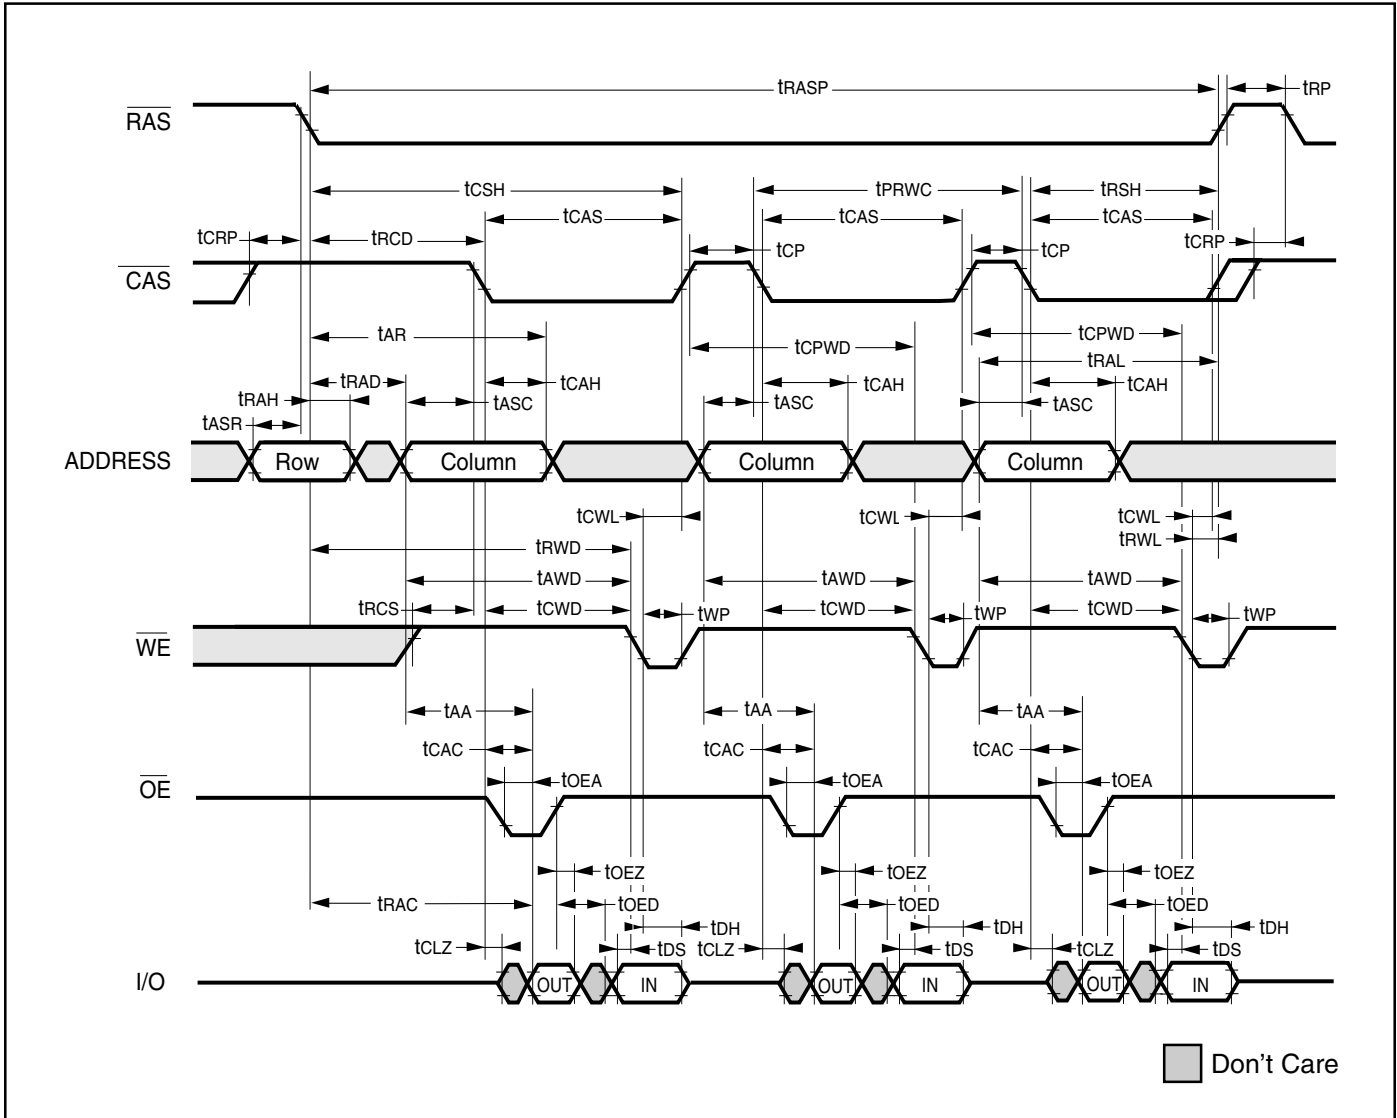 tRASP tRP
RAS
tCSH tPRWC tRSH
tCAS tCAS tCAS
tCRP tRCD tCP tCP tCRP
CAS
tAR tCPWD tCPWD
tRAL
tRAD tCAH tCAH tCAH
tRAH tASC tASC tASC
tASR
ADDRESS Row Column Column Column
tCWL tCWL tCWL
tRWD tRWL
tAWD tAWD tAWD
tRCS tCWD tWP tCWD tWP tCWD tWP
WE
tAA tAA tAA
tCAC tCAC tCAC
tOEA tOEA tOEA
OE
tOEZ tOEZ tOEZ
tRAC tOED tOED tOED
tDH tDH tDH
tCLZ tDS tCLZ tDS tCLZ tDS
I/O OUT IN OUT IN OUT IN
Don't Care